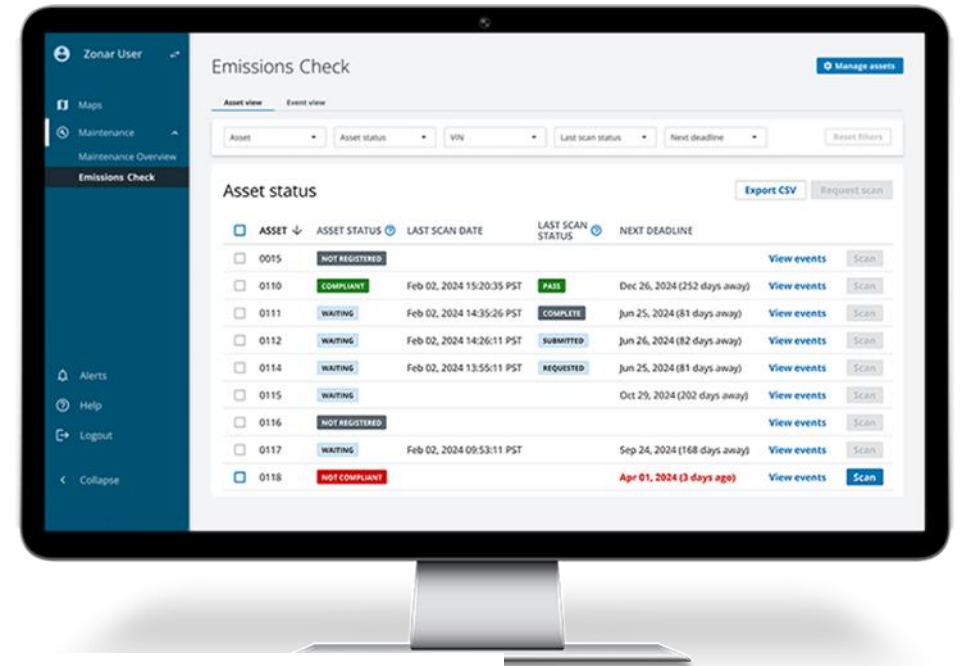 Zonar User
Maps
Maintenance
Maintenance Overview
Emissions Check
Alerts
Help
Logout
Collapse
Emissions Check
Manage assets
Asset view Event view
Asset Asset status VIN Last scan status Next deadline Reset filters
Asset status
Export CSV Request scan
ASSET ASSET STATUS LAST SCAN DATE LAST SCAN STATUS NEXT DEADLINE
0015 NOT REGISTERED View events Scan
0110 COMPLIANT Feb 02, 2024 15:20:35 PST PASS Dec 26, 2024 (252 days away) View events Scan
0111 WAITING Feb 02, 2024 14:35:26 PST COMPLETE Jun 25, 2024 (81 days away) View events Scan
0112 WAITING Feb 02, 2024 14:26:11 PST SUBMITTED Jun 26, 2024 (82 days away) View events Scan
0114 WAITING Feb 02, 2024 13:55:11 PST REQUESTED Jun 25, 2024 (81 days away) View events Scan
0115 WAITING Oct 29, 2024 (202 days away) View events Scan
0116 NOT REGISTERED View events Scan
0117 WAITING Feb 02, 2024 09:53:11 PST Sep 24, 2024 (168 days away) View events Scan
0118 NOT COMPLIANT Apr 01, 2024 (3 days ago) View events Scan